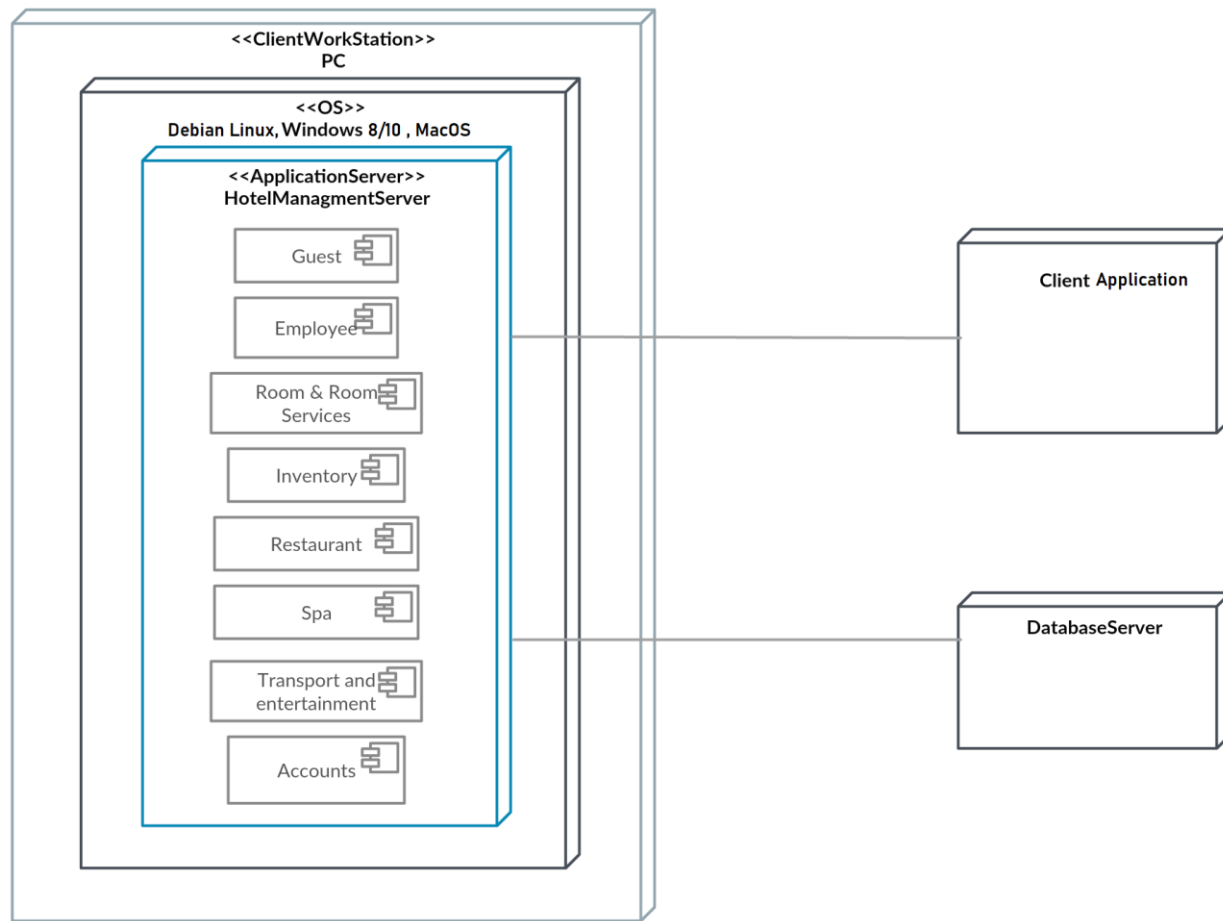 <<ClientWorkStation>>
PC
<<OS>>
Debian Linux, Windows 8/10 , MacOS
<<ApplicationServer>>
HotelManagmentServer
Guest
Employee
Room & Room
Services
Inventory
Restaurant
Spa
Transport and
entertainment
Accounts
Client Application
DatabaseServer